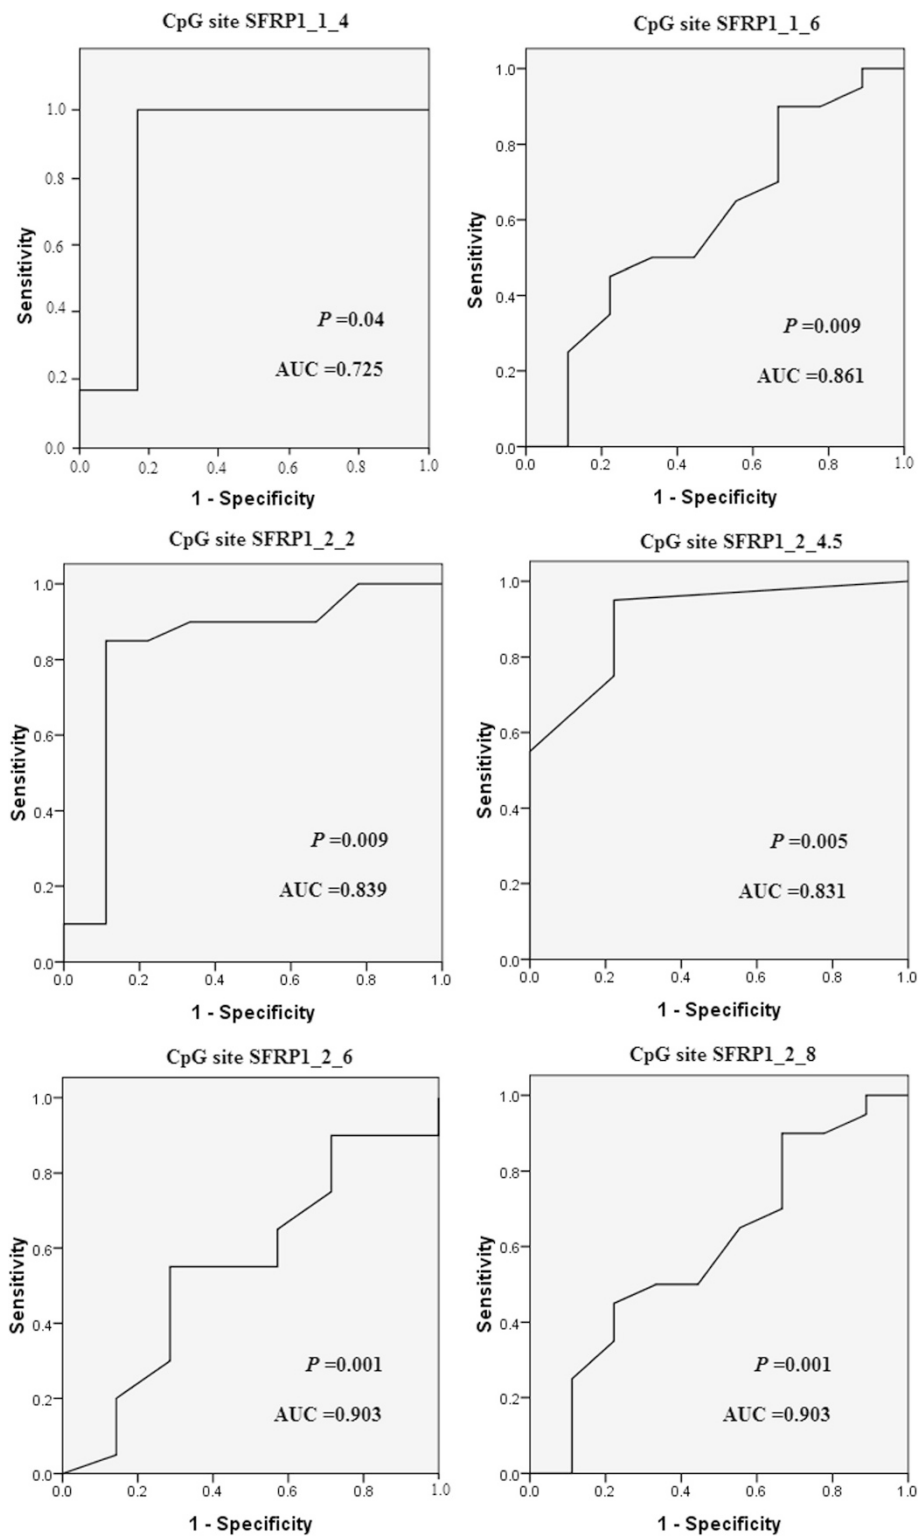 CpG site SFRP1_1_4
1.0
0.8
0.6
0.4
0.2
0.0
Sensitivity
P =0.04
AUC =0.725
0.0 0.2 0.4 0.6 0.8 1.0
1 - Specificity
CpG site SFRP1_1_6
1.0
0.8
0.6
0.4
0.2
0.0
Sensitivity
P =0.009
AUC =0.861
0.2 0.4 0.6 0.8 1.0
1 - Specificity
CpG site SFRP1_2_2
1.0
0.8
0.6
0.4
0.2
0.0
Sensitivity
P =0.009
AUC =0.839
0.0 0.2 0.4 0.6 0.8 1.0
1 - Specificity
CpG site SFRP1_2_4.5
1.0
0.8
0.6
0.4
0.2
0.0
Sensitivity
P =0.005
AUC =0.831
0.0 0.2 0.4 0.6 0.8 1.0
1 - Specificity
CpG site SFRP1_2_6
1.0
0.8
0.6
0.4
0.2
0.0
Sensitivity
P =0.001
AUC =0.903
0.0 0.2 0.4 0.6 0.8 1.0
1 - Specificity
CpG site SFRP1_2_8
1.0
0.8
0.6
0.4
0.2
0.0
Sensitivity
P =0.001
AUC =0.903
0.0 0.2 0.4 0.6 0.8 1.0
1 - Specificity